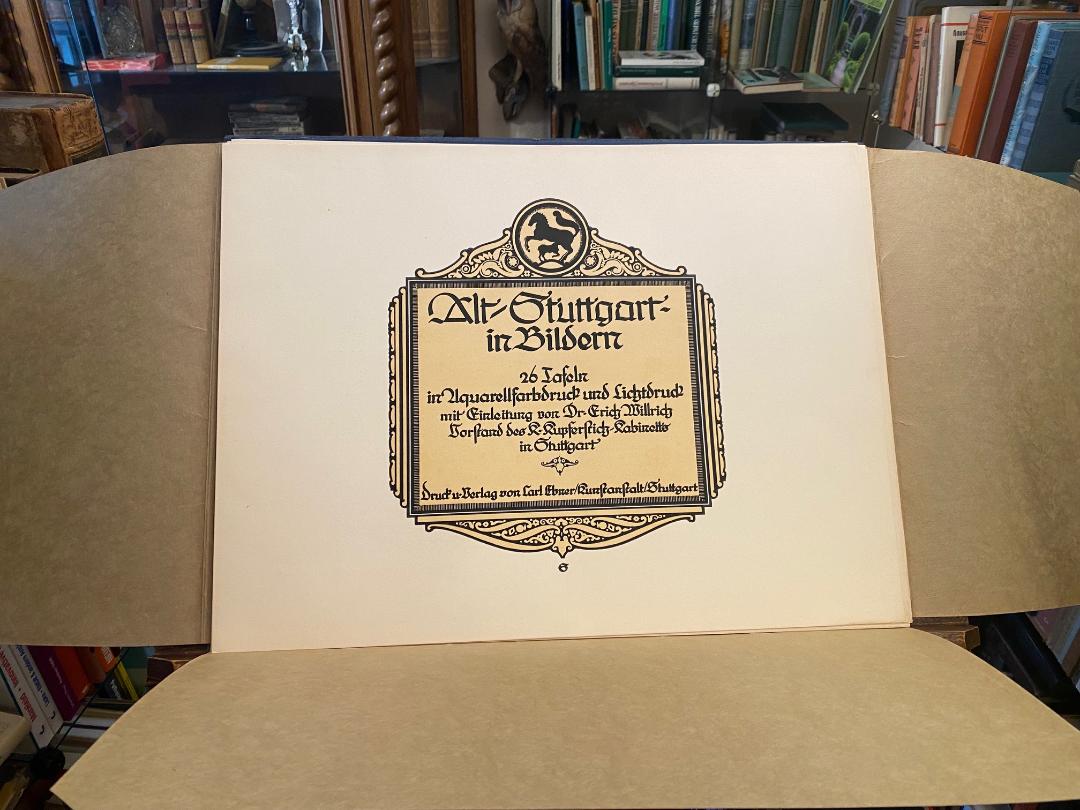 Alt-Stuttgart
in Bildern
26 Tafeln
in Aquarellfarbdruck und Lichtdruck
mit Einleitung von Dr. Erich Willrich
Vorstand des K. Kupferstich-Kabinetts
in Stuttgart
Druck u. Verlag von Carl Ebner/Kunstanstalt/Stuttgart